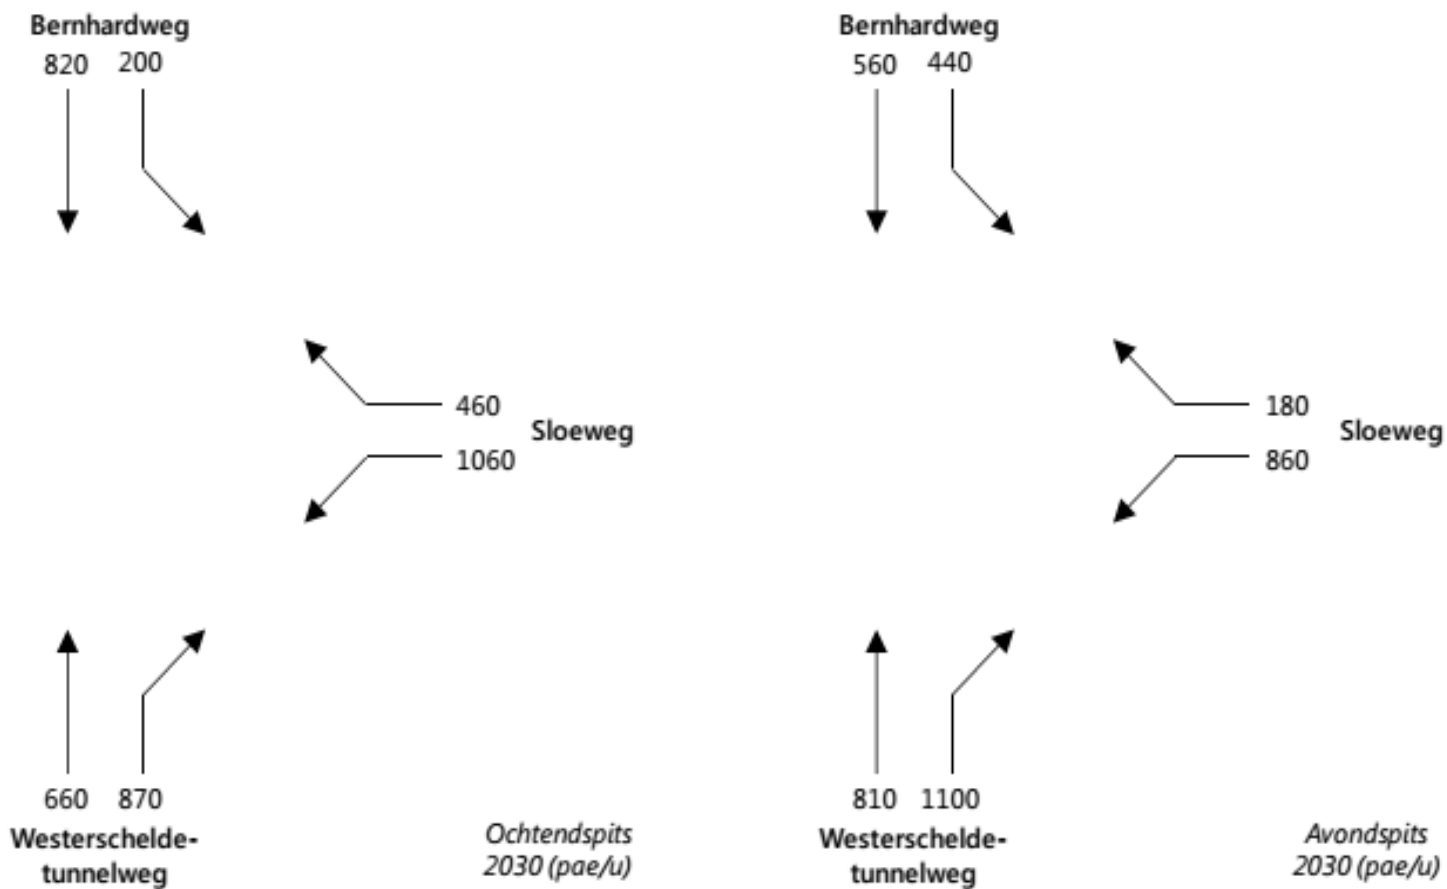 Bernhardweg
820 200
460
Sloeweg
1060
660 870
Westerschelde-
tunnelweg
Ochtendspits
2030 (pae/u)
Bernhardweg
560 440
180
Sloeweg
860
810 1100
Westerschelde-
tunnelweg
Avondspits
2030 (pae/u)